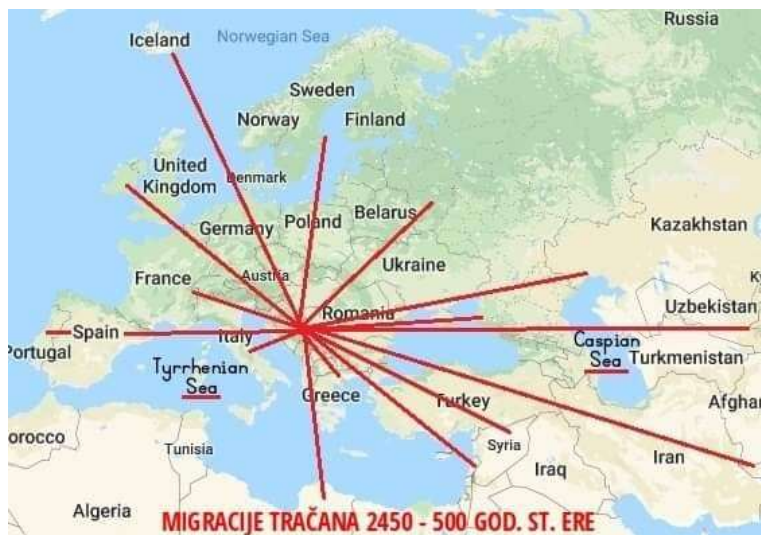 Russia
Norwegian Sea
Iceland
Sweden
Norway
Finland
United
Kingdom
Denmark
Belarus
Poland
Germany
Kazakhstan
Ukraine
Austria
France
Romania
Uzbekistan
Spain
Italy
Portugal
Caspian
Sea
Turkmenistan
Tyrrhenian
Sea
Greece
Turkey
Afghar
orocco
Tunisia
Syria
Iraq
Iran
Algeria
MIGRACIJE TRAČANA 2450 - 500 GOD. ST. ERE